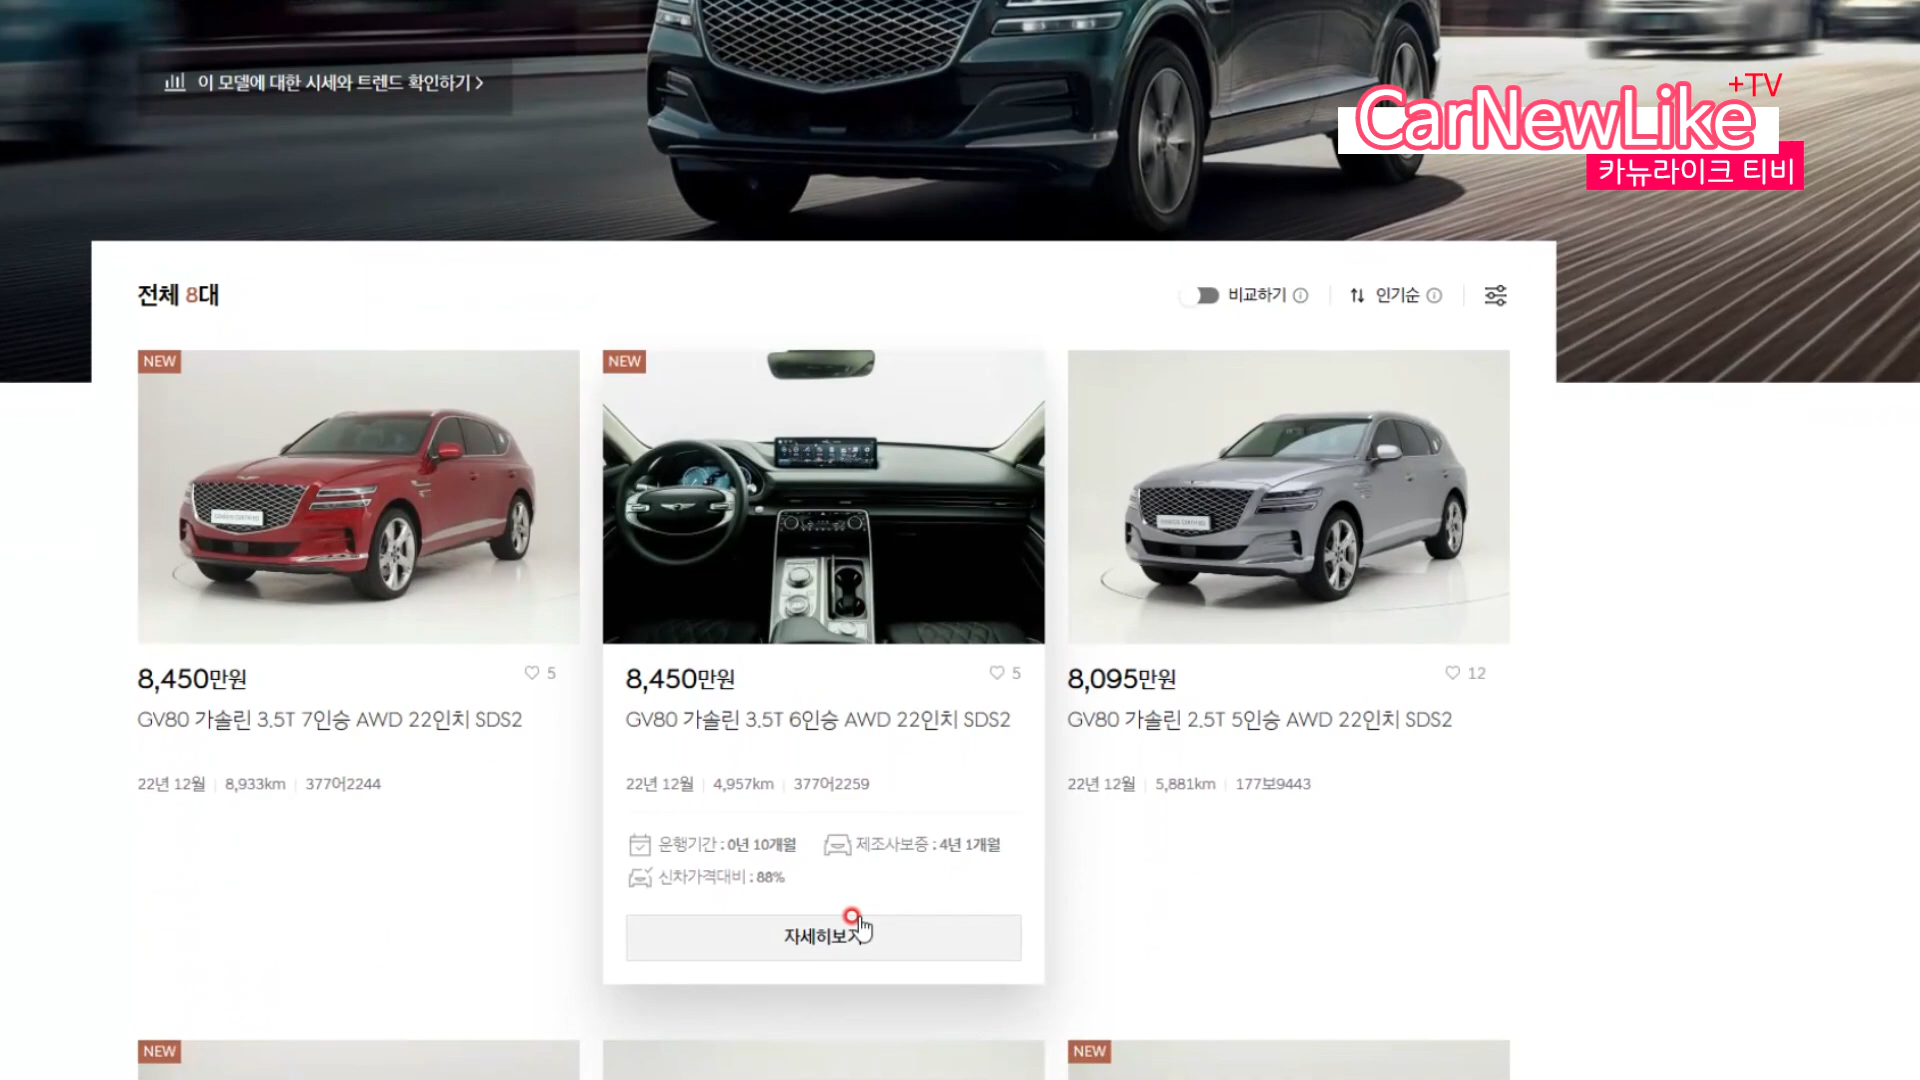 이 모델에 대한 시세와 트렌드 확인하기
+TV
CarNewLike
카뉴라이크 티비
전체 8대
비교하기
인기순
NEW
NEW
8,450만원
5
GV80 가솔린 3.5T 7인승 AWD 22인치 SDS2
22년 12월 | 8,933km | 377어2244
8,450만원
5
GV80 가솔린 3.5T 6인승 AWD 22인치 SDS2
22년 12월 | 4,957km | 377어2259
운행기간 : 0년 10개월
제조사보증 : 4년 1개월
신차가격대비 : 88%
자세히보기
8,095만원
12
GV80 가솔린 2.5T 5인승 AWD 22인치 SDS2
22년 12월 | 5,881km | 177보9443
NEW
NEW